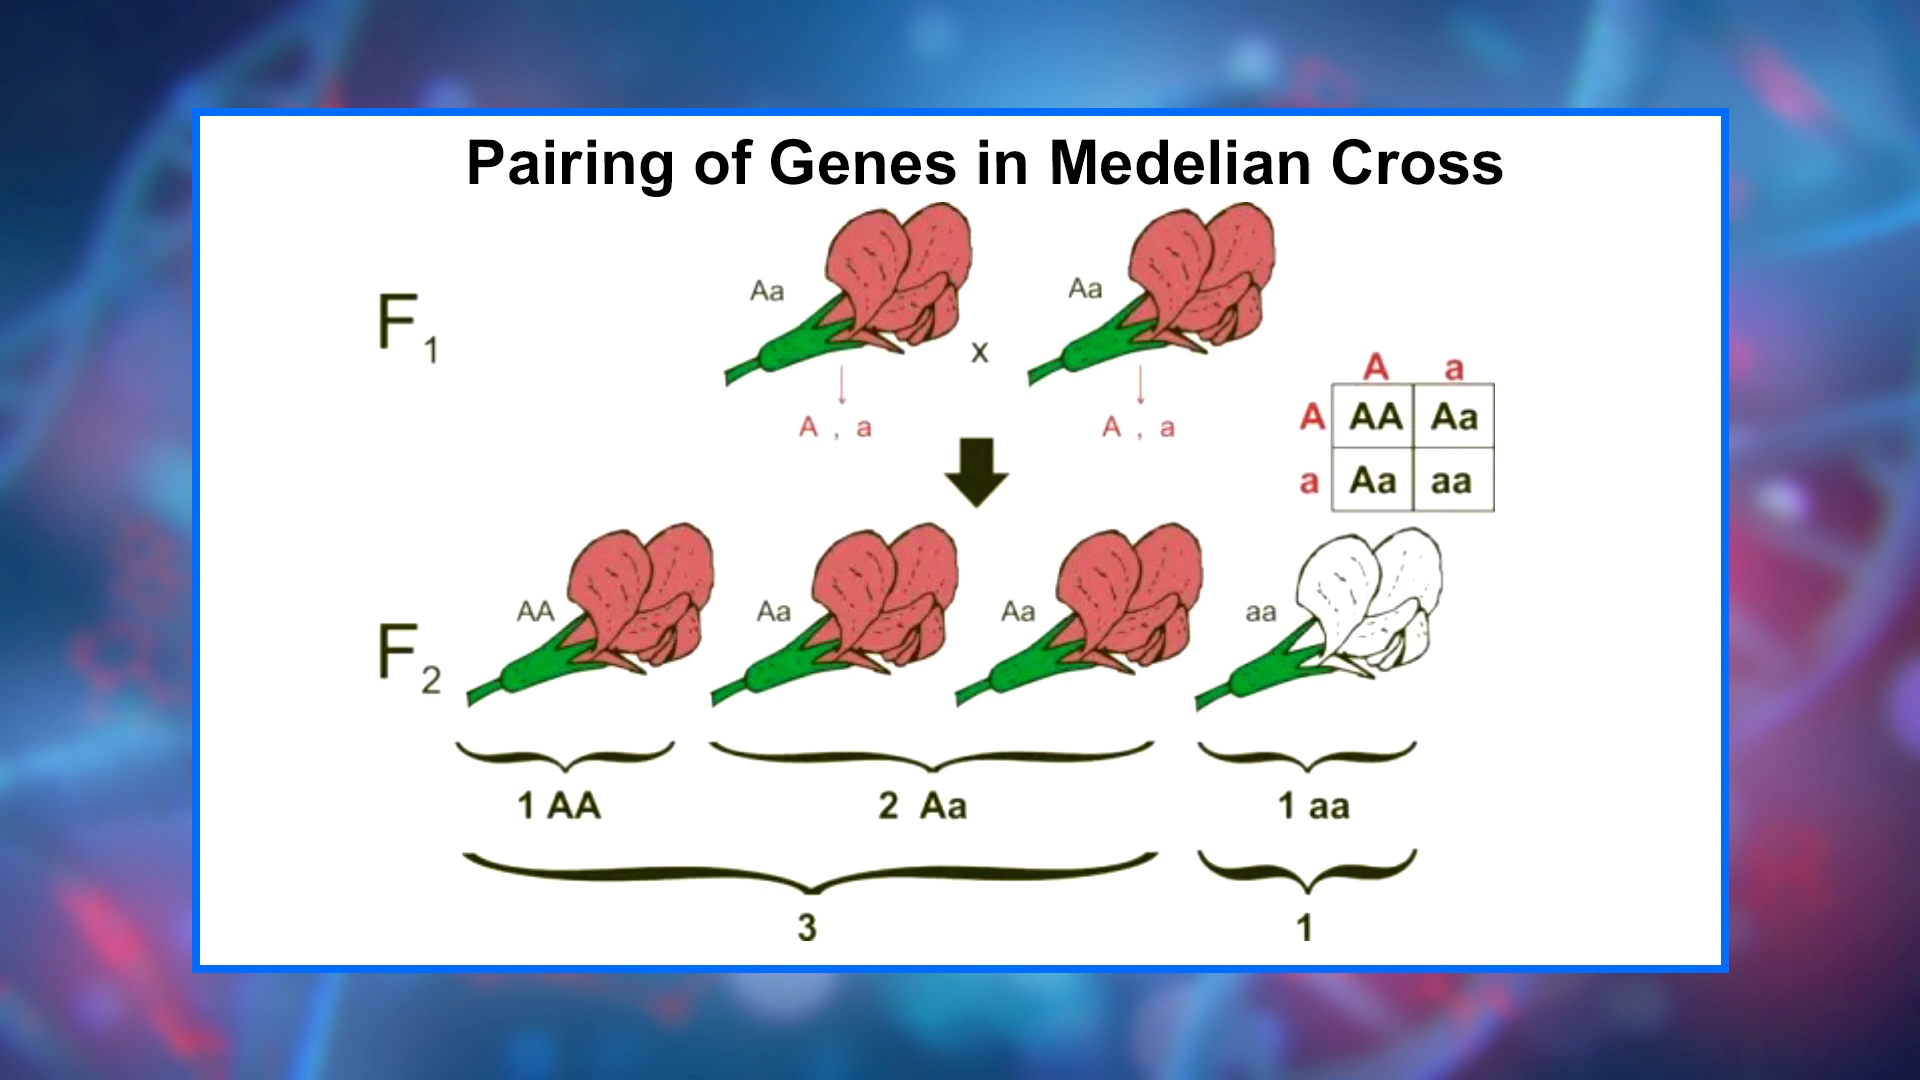 Pairing of Genes in Medelian Cross
F1
Aa
x
Aa
A , a
A , a
A a
A AA Aa
a Aa aa
F2
AA
Aa
Aa
aa
1 AA
2 Aa
1 aa
3
1